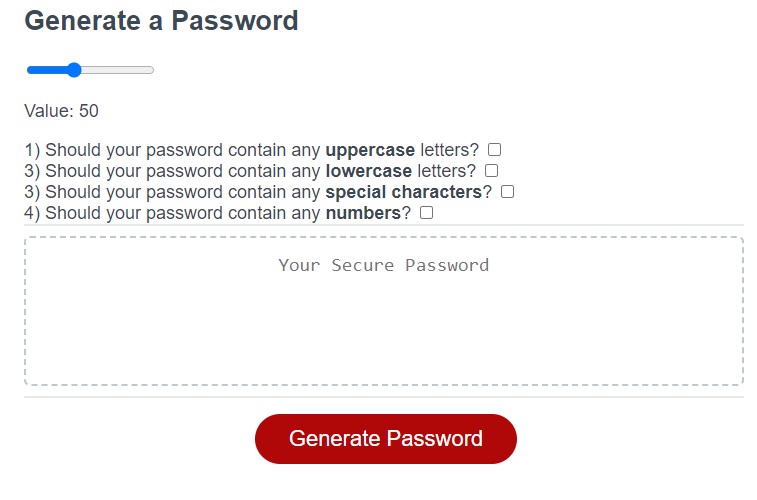 Generate a Password
Value: 50
1) Should your password contain any uppercase letters?
3) Should your password contain any lowercase letters?
3) Should your password contain any special characters?
4) Should your password contain any numbers?
Your Secure Password
Generate Password